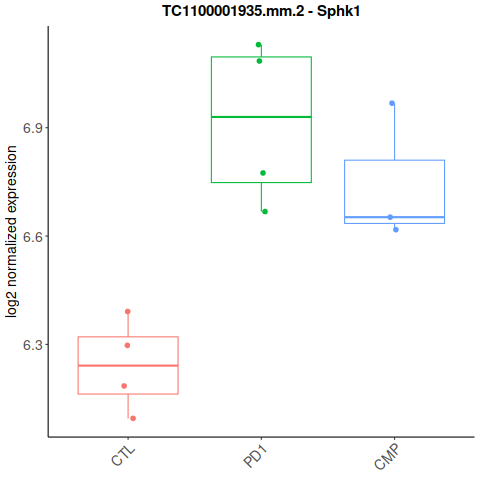 TC1100001935.mm.2 - Sphk1
log2 normalized expression
6.9
6.6
6.3
CTL
PD1
CMP